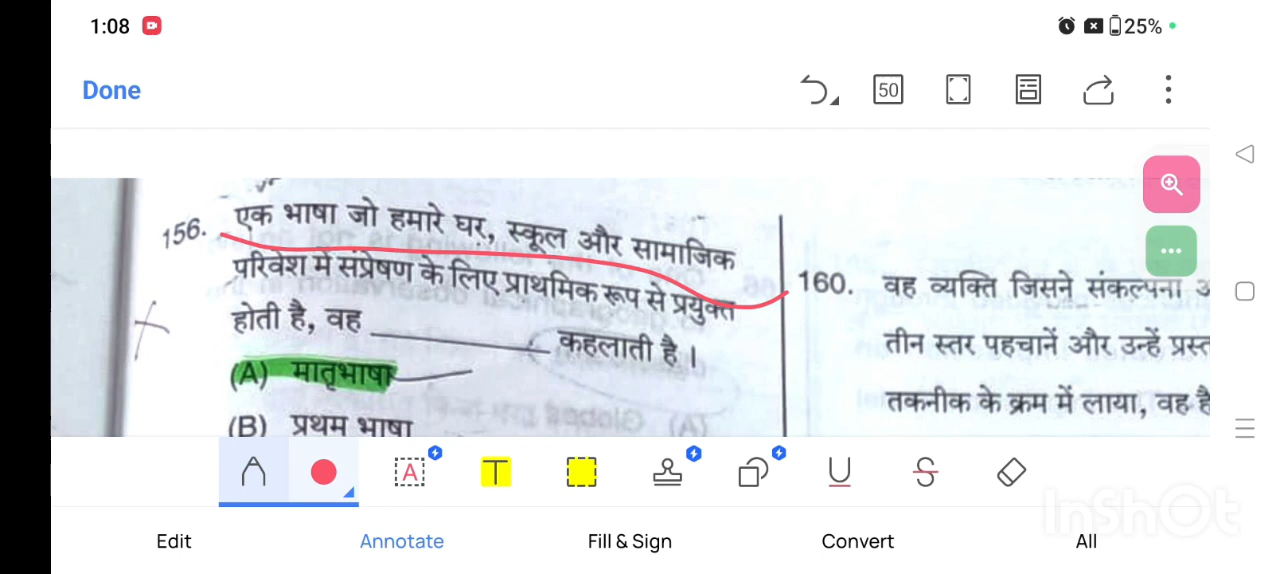 1:08
25%
Done
50
156. एक भाषा जो हमारे घर, स्कूल और सामाजिक
परिवेश में संप्रेषण के लिए प्राथमिक रूप से प्रयुक्त
होती है, वह ____________ कहलाती है ।
(A) मातृभाषा
(B) प्रथम भाषा
160. वह व्यक्ति जिसने संकल्पना
तीन स्तर पहचानें और उन्हें
तकनीक के क्रम में लाया, वह है
A
T
U
S
InShOt
Edit
Annotate
Fill & Sign
Convert
All